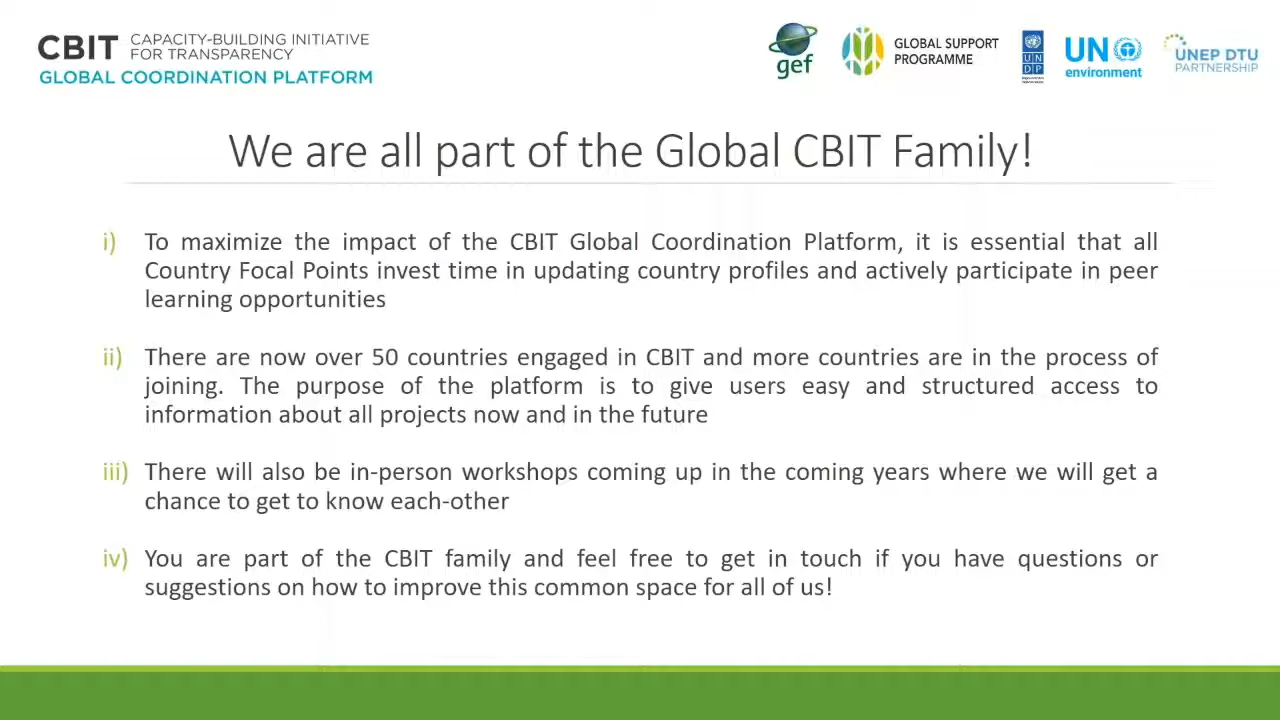 CBIT CAPACITY-BUILDING INITIATIVE
FOR TRANSPARENCY
GLOBAL COORDINATION PLATFORM
gef
GLOBAL SUPPORT
PROGRAMME
U N
D P
UN
environment
UNEP DTU
PARTNERSHIP
We are all part of the Global CBIT Family!
i) To maximize the impact of the CBIT Global Coordination Platform, it is essential that all
Country Focal Points invest time in updating country profiles and actively participate in peer
learning opportunities
ii) There are now over 50 countries engaged in CBIT and more countries are in the process of
joining. The purpose of the platform is to give users easy and structured access to
information about all projects now and in the future
iii) There will also be in-person workshops coming up in the coming years where we will get a
chance to get to know each-other
iv) You are part of the CBIT family and feel free to get in touch if you have questions or
suggestions on how to improve this common space for all of us!